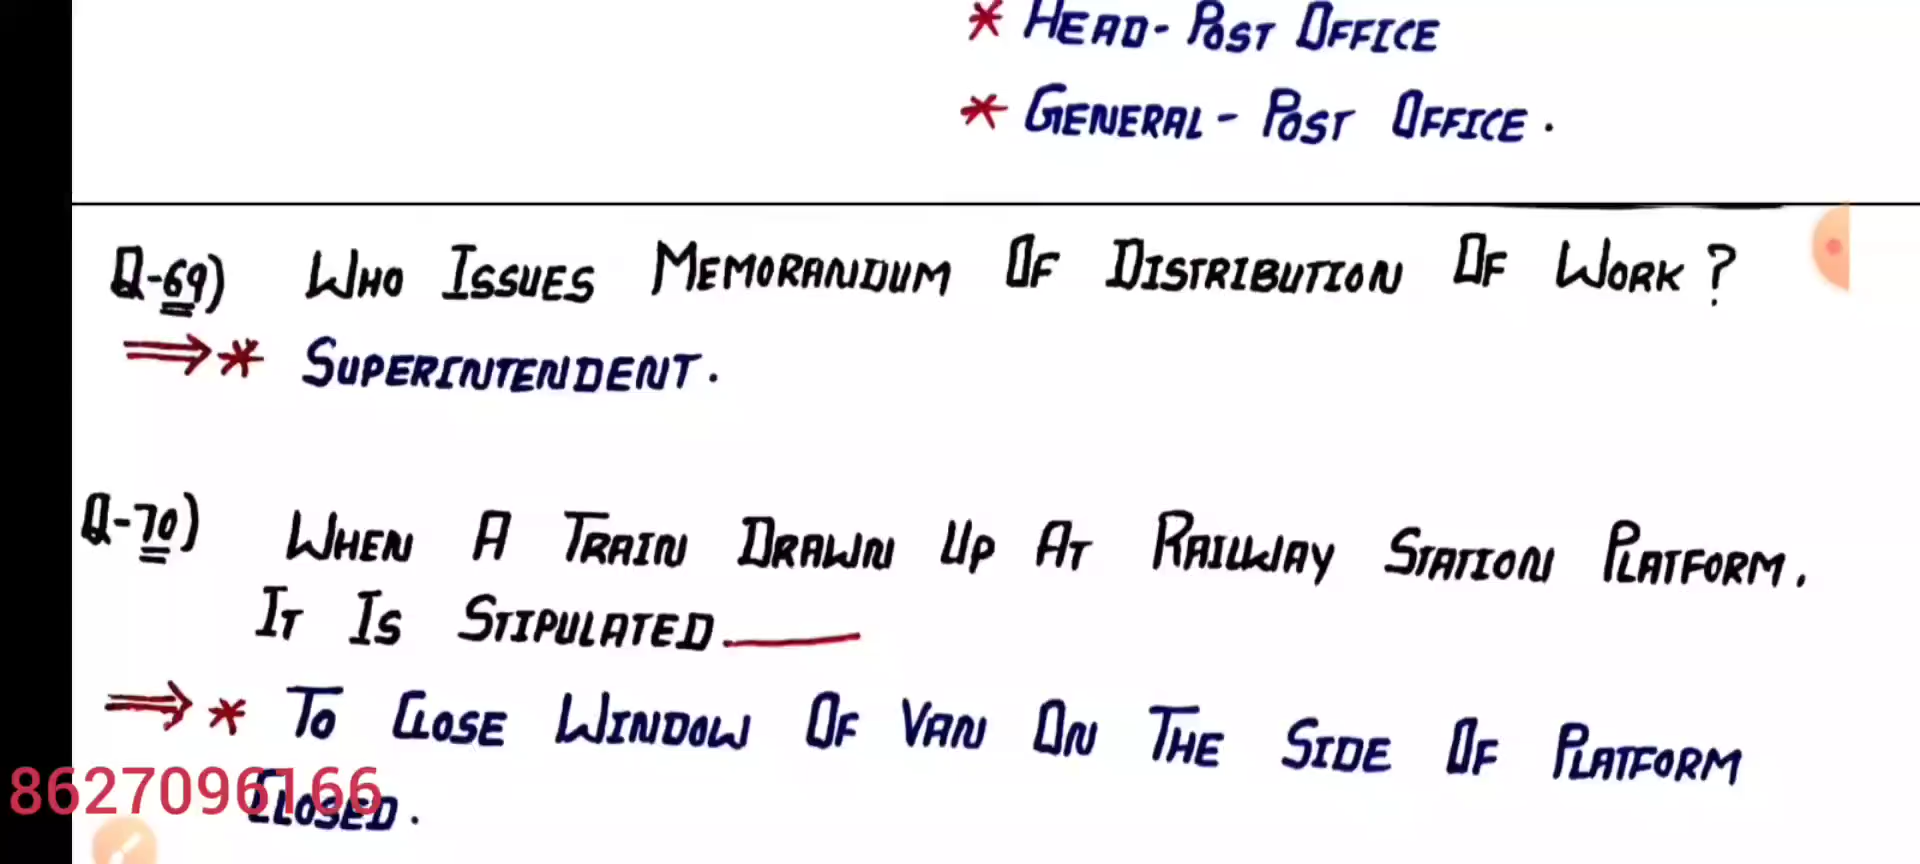 * HEAD- POST OFFICE
* GENERAL - POST OFFICE.
Q-69) WHO ISSUES MEMORANDUM OF DISTRIBUTION OF WORK?
⇒* SUPERINTENDENT.
Q-70) WHEN A TRAIN DRAWN UP AT RAILWAY STATION PLATFORM.
IT IS STIPULATED ____
⇒* TO CLOSE WINDOW OF VAN ON THE SIDE OF PLATFORM
8627096166
CLOSED.